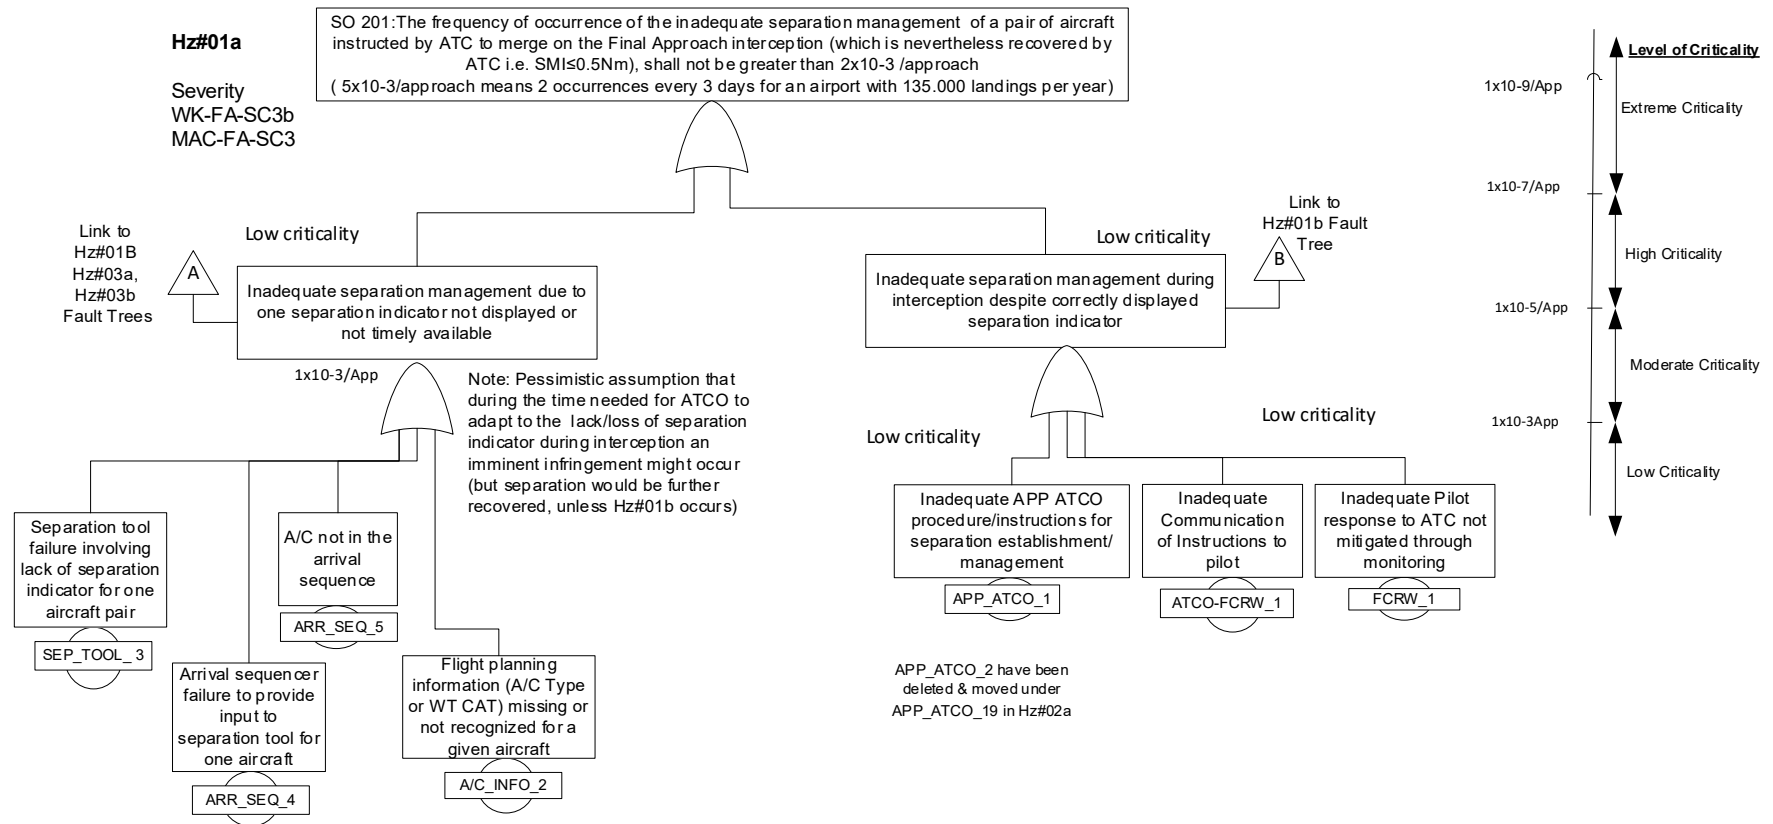 Hz#01a
Severity
WK-FA-SC3b
MAC-FA-SC3
SO 201:The frequency of occurrence of the inadequate separation management of a pair of aircraft
instructed by ATC to merge on the Final Approach interception (which is nevertheless recovered by
ATC i.e. SMI≤0.5Nm), shall not be greater than 2x10-3 /approach
( 5x10-3/approach means 2 occurrences every 3 days for an airport with 135.000 landings per year)
Level of Criticality
1x10-9/App
Extreme Criticality
1x10-7/App
High Criticality
1x10-5/App
Moderate Criticality
1x10-3App
Low Criticality
Link to
Hz#01B
Hz#03a,
Hz#03b
Fault Trees
A
Low criticality
Inadequate separation management due to
one separation indicator not displayed or
not timely available
1x10-3/App
Note: Pessimistic assumption that
during the time needed for ATCO to
adapt to the lack/loss of separation
indicator during interception an
imminent infringement might occur
(but separation would be further
recovered, unless Hz#01b occurs)
Low criticality
Link to
Hz#01b Fault
Tree
B
Inadequate separation management during
interception despite correctly displayed
separation indicator
Low criticality
Low criticality
Separation tool
failure involving
lack of separation
indicator for one
aircraft pair
SEP_TOOL_ 3
Arrival sequencer
failure to provide
input to
separation tool for
one aircraft
ARR_SEQ_4
A/C not in the
arrival
sequence
ARR_SEQ_5
Flight planning
information (A/C Type
or WT CAT) missing or
not recognized for a
given aircraft
A/C_INFO_2
Inadequate APP ATCO
procedure/instructions for
separation establishment/
management
APP_ATCO_1
Inadequate
Communication
of Instructions to
pilot
ATCO-FCRW_1
Inadequate Pilot
response to ATC not
mitigated through
monitoring
FCRW_1
APP_ATCO_2 have been
deleted & moved under
APP_ATCO_19 in Hz#02a